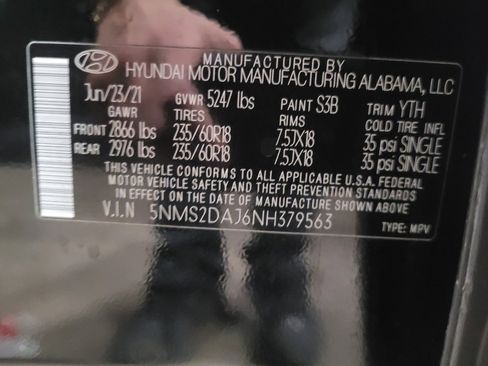 MANUFACTURED BY
HYUNDAI MOTOR MANUFACTURING ALABAMA, LLC
Jun/23/21 GVWR 5247 lbs PAINT S3B TRIM YTH
GAWR TIRES RIMS COLD TIRE INFL
FRONT 2866 lbs 235/60R18 7.5JX18 35 psi SINGLE
REAR 2976 lbs 235/60R18 7.5JX18 35 psi SINGLE
THIS VEHICLE CONFORMS TO ALL APPLICABLE U.S.A. FEDERAL
MOTOR VEHICLE SAFETY AND THEFT PREVENTION STANDARDS
IN EFFECT ON THE DATE OF MANUFACTURE SHOWN ABOVE
V.I.N 5NMS2DAJ6NH379563 TYPE: MPV